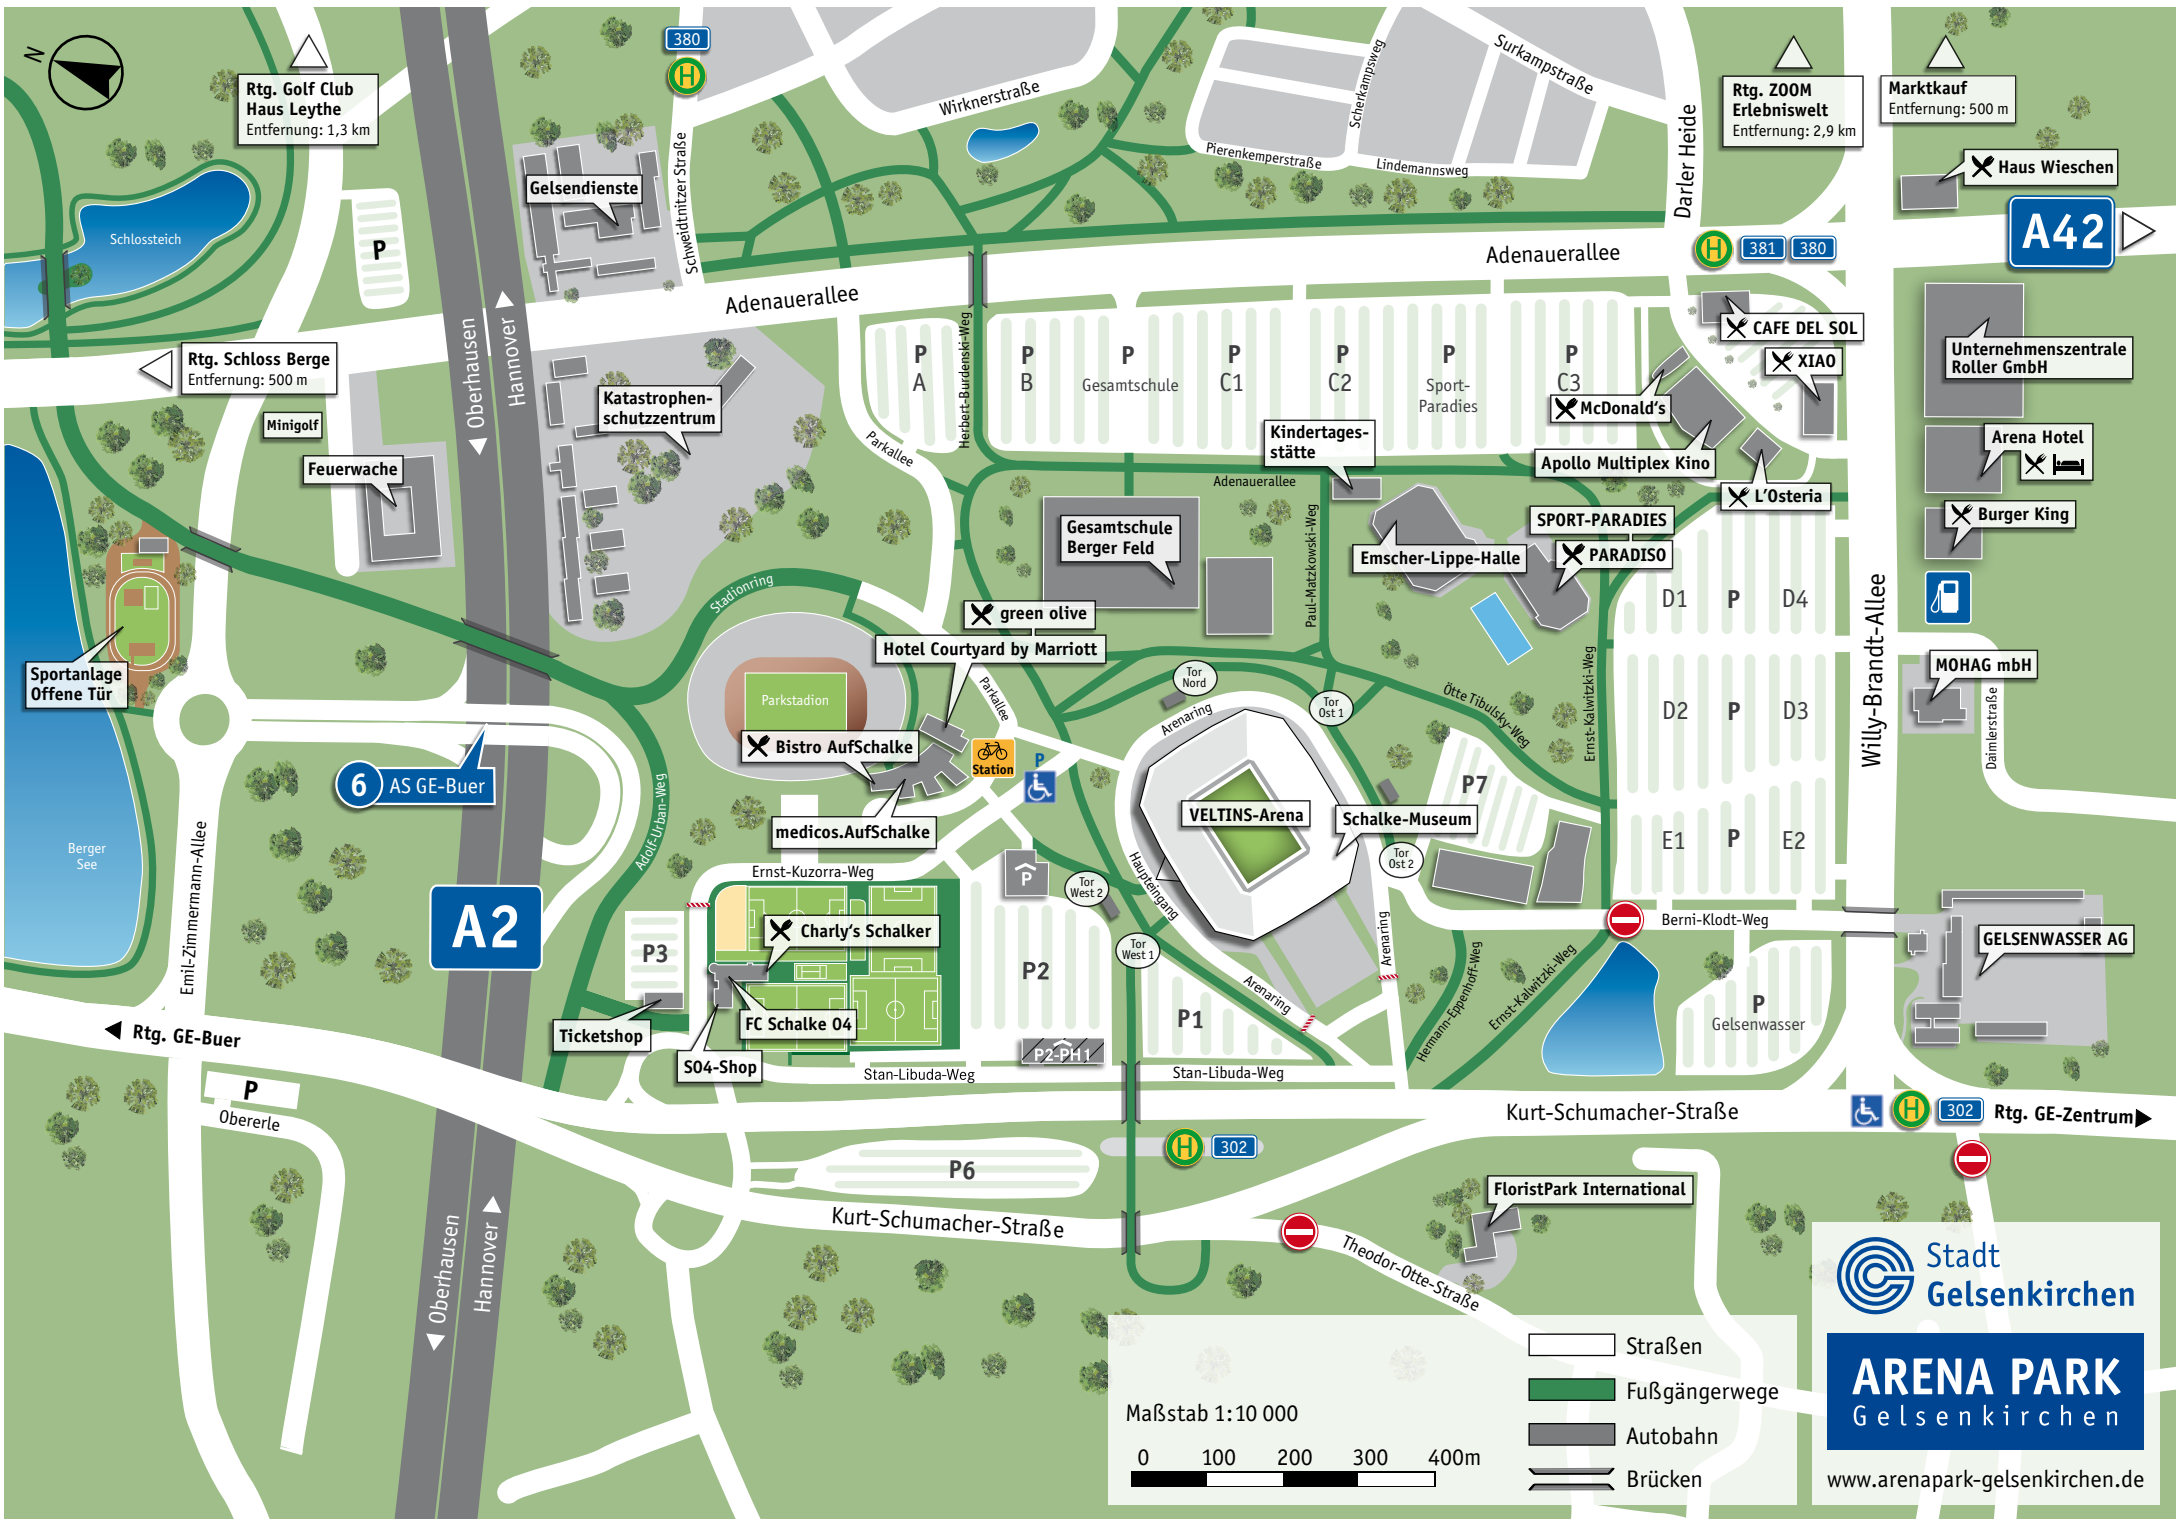 N
Rtg. Golf Club
Haus Leythe
Entfernung: 1,3 km
380
H
Wirknerstraße
Scherkampsweg
Surkampstraße
Pierenkemperstraße
Lindemannsweg
Darler Heide
Rtg. ZOOM
Erlebniswelt
Entfernung: 2,9 km
Marktkauf
Entfernung: 500 m
Haus Wieschen
A42
Gelsendienste
Schweidtnitzer Straße
Schlossteich
P
Adenauerallee
Adenauerallee
H
381
380
Rtg. Schloss Berge
Entfernung: 500 m
Minigolf
Feuerwache
Oberhausen
Hannover
Katastrophen-
schutzzentrum
Parkallee
P
A
Herbert-Burdenski-Weg
P
B
P
Gesamtschule
P
C1
P
C2
P
Sport-
Paradies
P
C3
CAFE DEL SOL
XIAO
McDonald's
Apollo Multiplex Kino
L'Osteria
Unternehmenszentrale
Roller GmbH
Arena Hotel
Burger King
Kindertages-
stätte
Adenauerallee
Gesamtschule
Berger Feld
Paul-Matzkowski-Weg
Emscher-Lippe-Halle
SPORT-PARADIES
PARADISO
Stadionring
green olive
Hotel Courtyard by Marriott
Parkallee
Parkstadion
Bistro AufSchalke
Station
P
medicos.AufSchalke
Sportanlage
Offene Tür
6
AS GE-Buer
Berger
See
Emil-Zimmermann-Allee
Adolf-Urban-Weg
A2
Ernst-Kuzorra-Weg
Tor
Nord
Tor
Ost 1
Arenaring
Ötte Tibulsky-Weg
Ernst-Kalwitzki-Weg
D1
P
D4
D2
P
D3
E1
P
E2
Willy-Brandt-Allee
MOHAG mbH
Daimlerstraße
P7
VELTINS-Arena
Schalke-Museum
Tor
Ost 2
Haupteingang
Tor
West 2
Tor
West 1
P
P3
Charly's Schalker
FC Schalke 04
Ticketshop
S04-Shop
P2
P2-PH1
P1
Arenaring
Arenaring
Hermann-Eppenhoff-Weg
Ernst-Kalwitzki-Weg
Berni-Klodt-Weg
P
Gelsenwasser
GELSENWASSER AG
Rtg. GE-Buer
P
Obererle
Stan-Libuda-Weg
Stan-Libuda-Weg
Kurt-Schumacher-Straße
H
302
Rtg. GE-Zentrum
H
302
P6
Kurt-Schumacher-Straße
Theodor-Otte-Straße
FloristPark International
Oberhausen
Hannover
Maßstab 1:10 000
0 100 200 300 400m
Straßen
Fußgängerwege
Autobahn
Brücken
Stadt
Gelsenkirchen
ARENA PARK
Gelsenkirchen
www.arenapark-gelsenkirchen.de